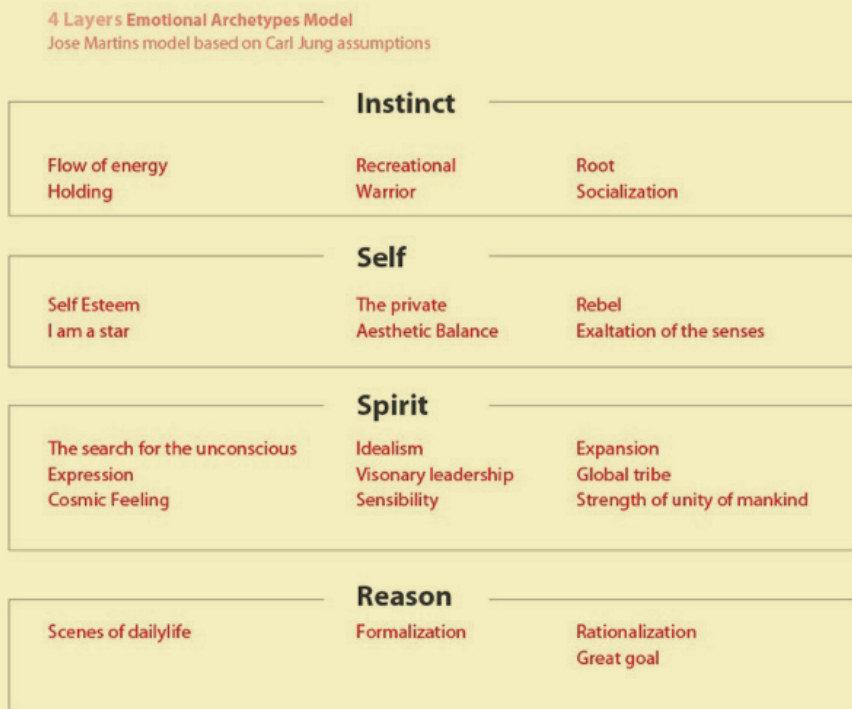 4 Layers Emotional Archetypes Model
Jose Martins model based on Carl Jung assumptions
Instinct
Flow of energy
Holding
Recreational
Warrior
Root
Socialization
Self
Self Esteem
I am a star
The private
Aesthetic Balance
Rebel
Exaltation of the senses
Spirit
The search for the unconscious
Expression
Cosmic Feeling
Idealism
Visonary leadership
Sensibility
Expansion
Global tribe
Strength of unity of mankind
Reason
Scenes of dailylife
Formalization
Rationalization
Great goal